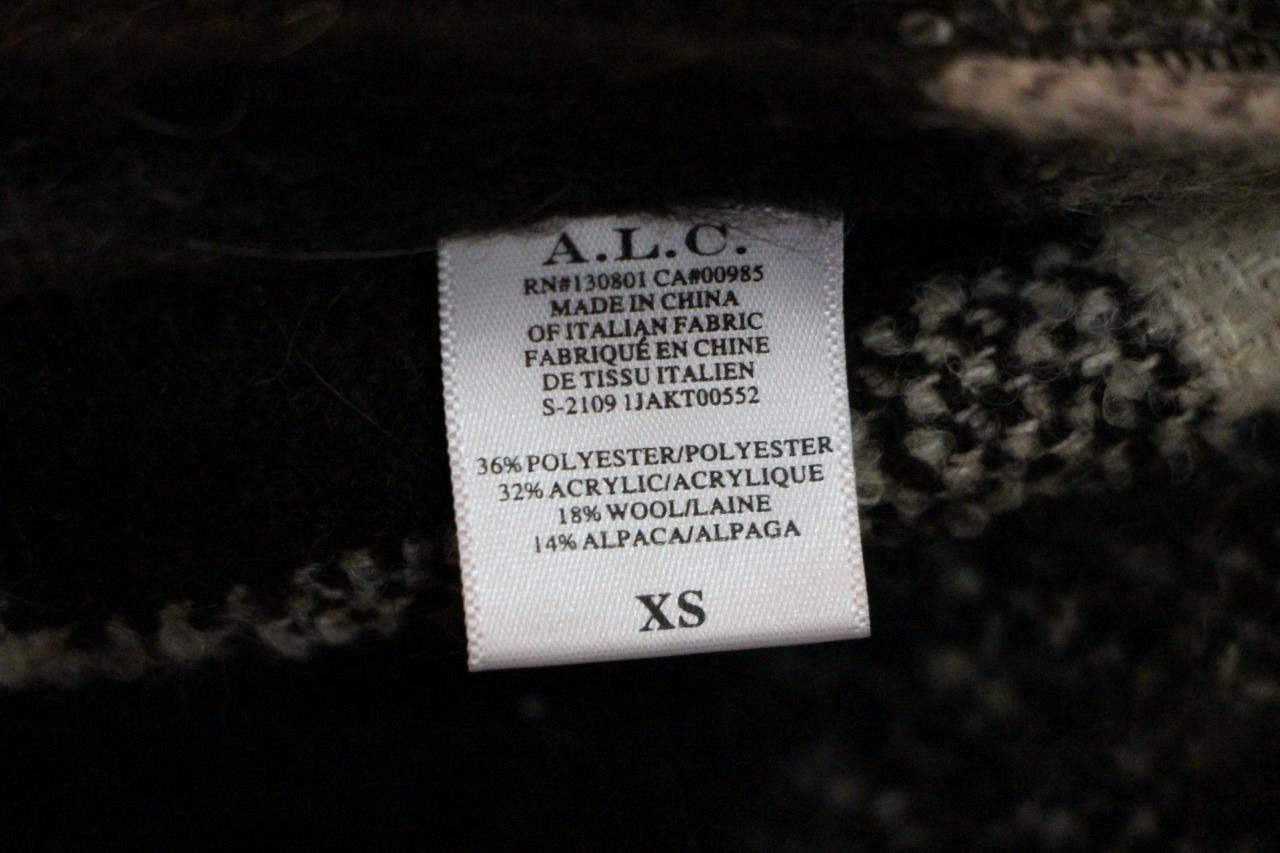 A.L.C.
RN#130801 CA#00985
MADE IN CHINA
OF ITALIAN FABRIC
FABRIQUÉ EN CHINE
DE TISSU ITALIEN
S-2109 1JAKT00552
36% POLYESTER/POLYESTER
32% ACRYLIC/ACRYLIQUE
18% WOOL/LAINE
14% ALPACA/ALPAGA
XS